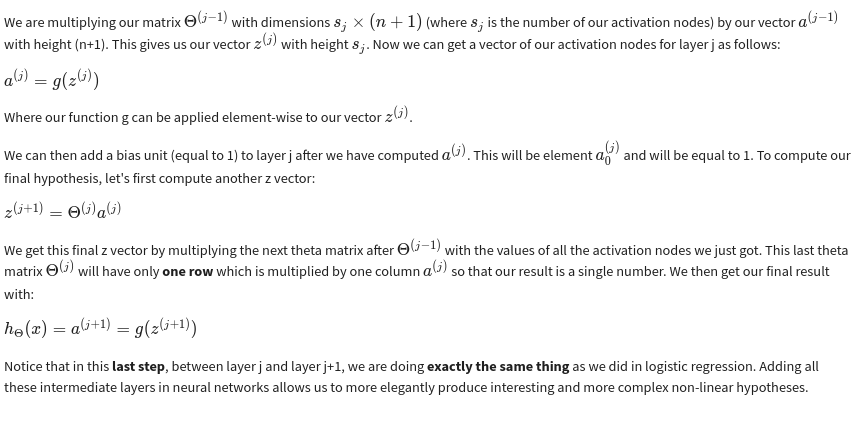 We are multiplying our matrix Θ^(j−1) with dimensions s_j × (n + 1) (where s_j is the number of our activation nodes) by our vector a^(j−1)
with height (n+1). This gives us our vector z^(j) with height s_j. Now we can get a vector of our activation nodes for layer j as follows:
a^(j) = g(z^(j))
Where our function g can be applied element-wise to our vector z^(j).
We can then add a bias unit (equal to 1) to layer j after we have computed a^(j). This will be element a_0^(j) and will be equal to 1. To compute our
final hypothesis, let's first compute another z vector:
z^(j+1) = Θ^(j)a^(j)
We get this final z vector by multiplying the next theta matrix after Θ^(j−1) with the values of all the activation nodes we just got. This last theta
matrix Θ^(j) will have only one row which is multiplied by one column a^(j) so that our result is a single number. We then get our final result
with:
h_Θ(x) = a^(j+1) = g(z^(j+1))
Notice that in this last step, between layer j and layer j+1, we are doing exactly the same thing as we did in logistic regression. Adding all
these intermediate layers in neural networks allows us to more elegantly produce interesting and more complex non-linear hypotheses.